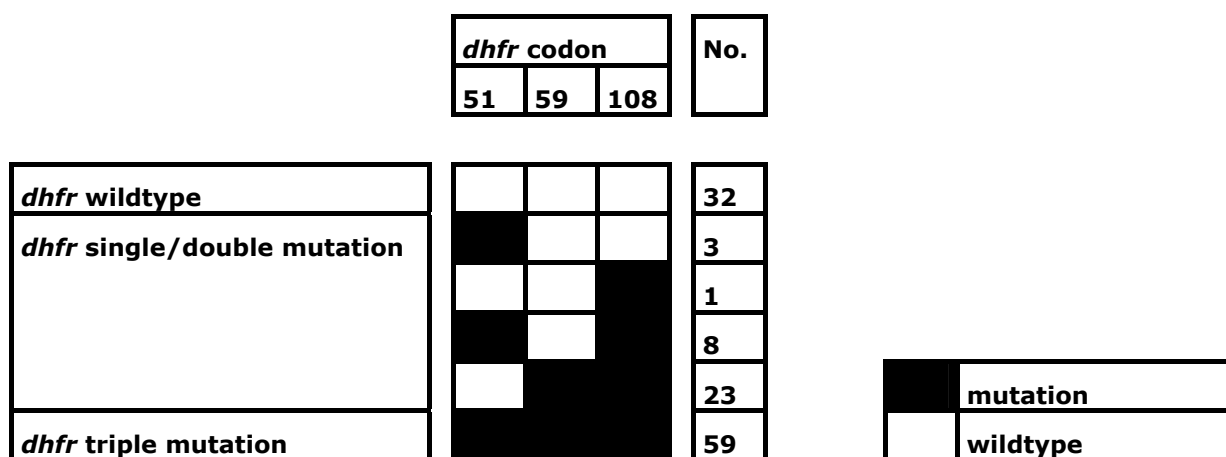 dhfr codon No.
51 59 108
dhfr wildtype 32
dhfr single/double mutation 3
1
8
23 mutation
dhfr triple mutation 59 wildtype